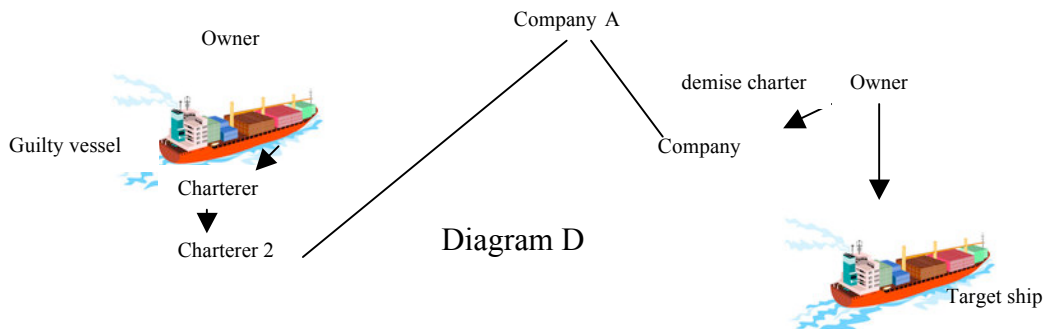 Company A
Owner
demise charter
Owner
Guilty vessel
Company
Charterer
Charterer 2
Diagram D
Target ship